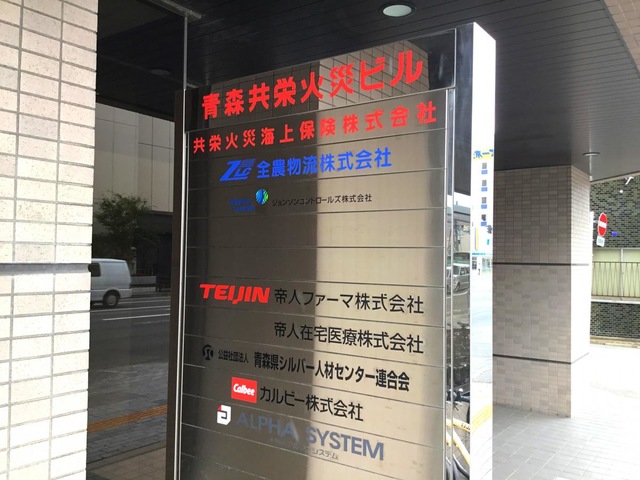 青森共栄火災ビル
共栄火災海上保険株式会社
全農物流株式会社
ジョンソンコントロールズ株式会社
TEIJIN 帝人ファーマ株式会社
帝人在宅医療株式会社
公益社団法人 青森県シルバー人材センター連合会
Calbee カルビー株式会社
ALPHA SYSTEM